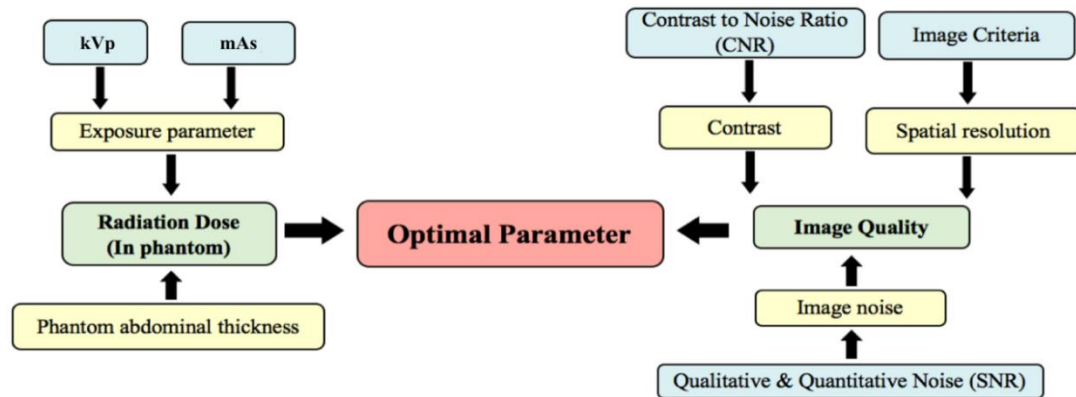 kVp
mAs
Exposure parameter
Radiation Dose
(In phantom)
Phantom abdominal thickness
Optimal Parameter
Contrast to Noise Ratio
(CNR)
Image Criteria
Contrast
Spatial resolution
Image Quality
Image noise
Qualitative & Quantitative Noise (SNR)